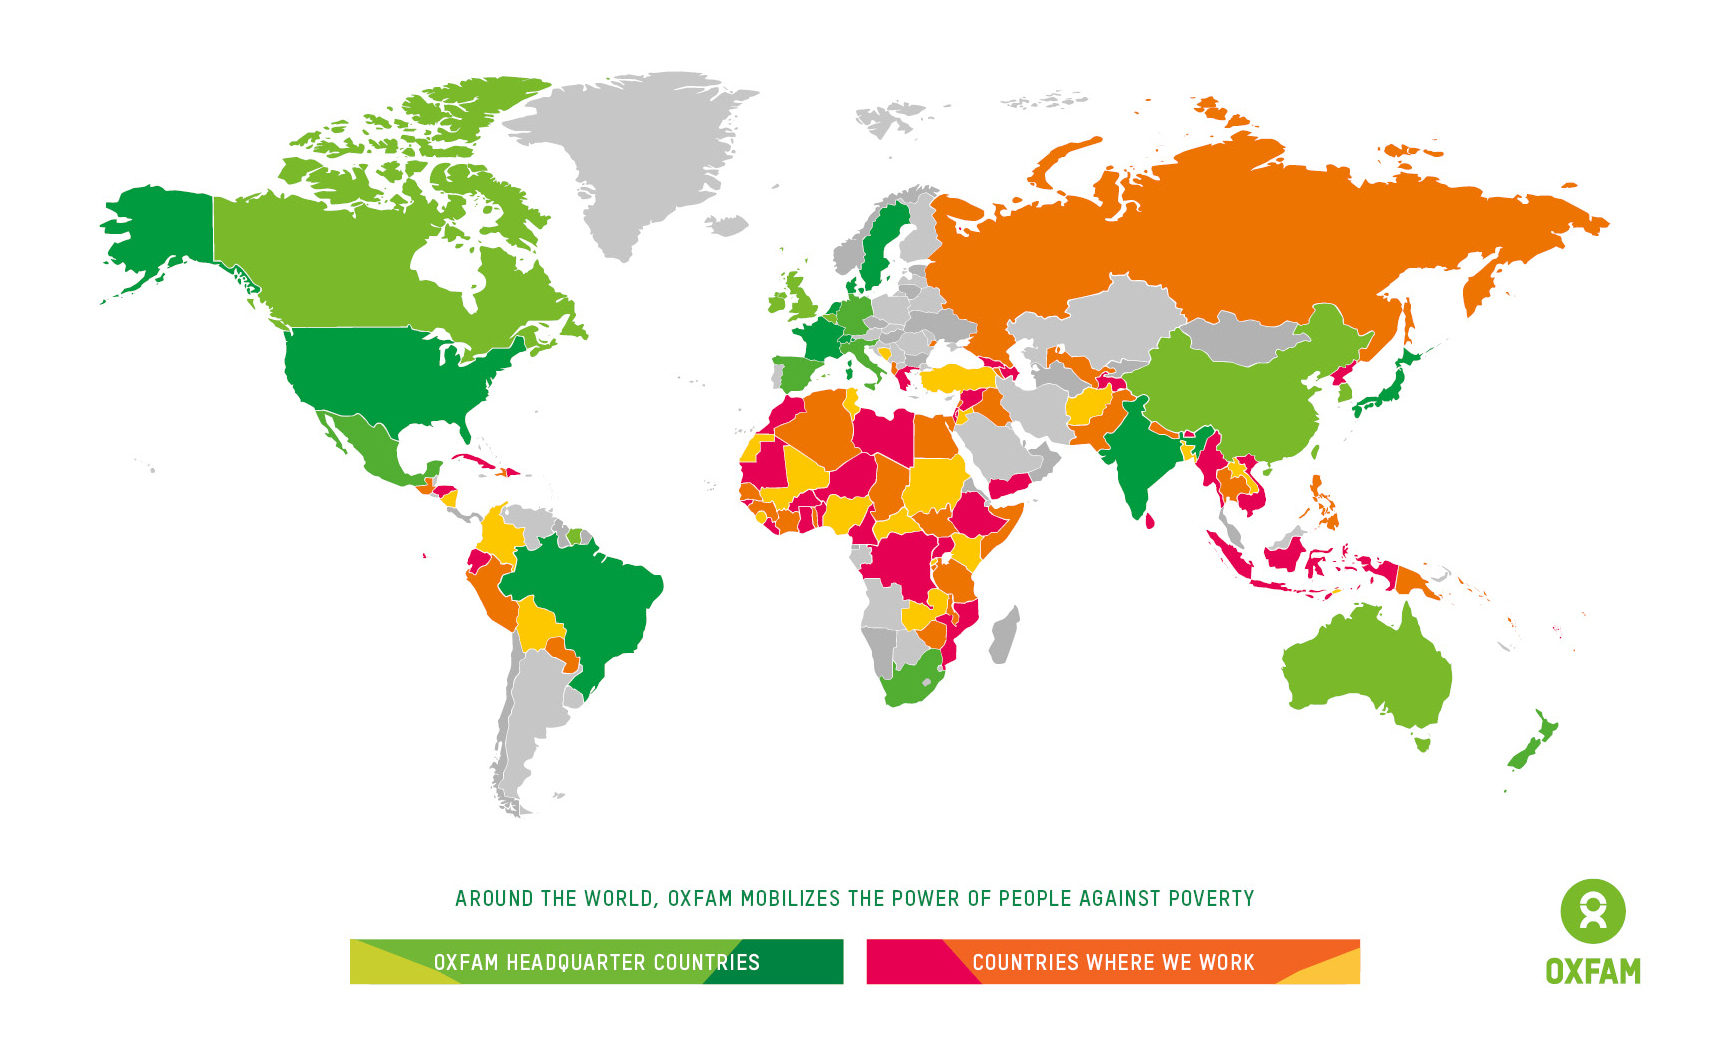 AROUND THE WORLD, OXFAM MOBILIZES THE POWER OF PEOPLE AGAINST POVERTY
OXFAM HEADQUARTER COUNTRIES
COUNTRIES WHERE WE WORK
OXFAM